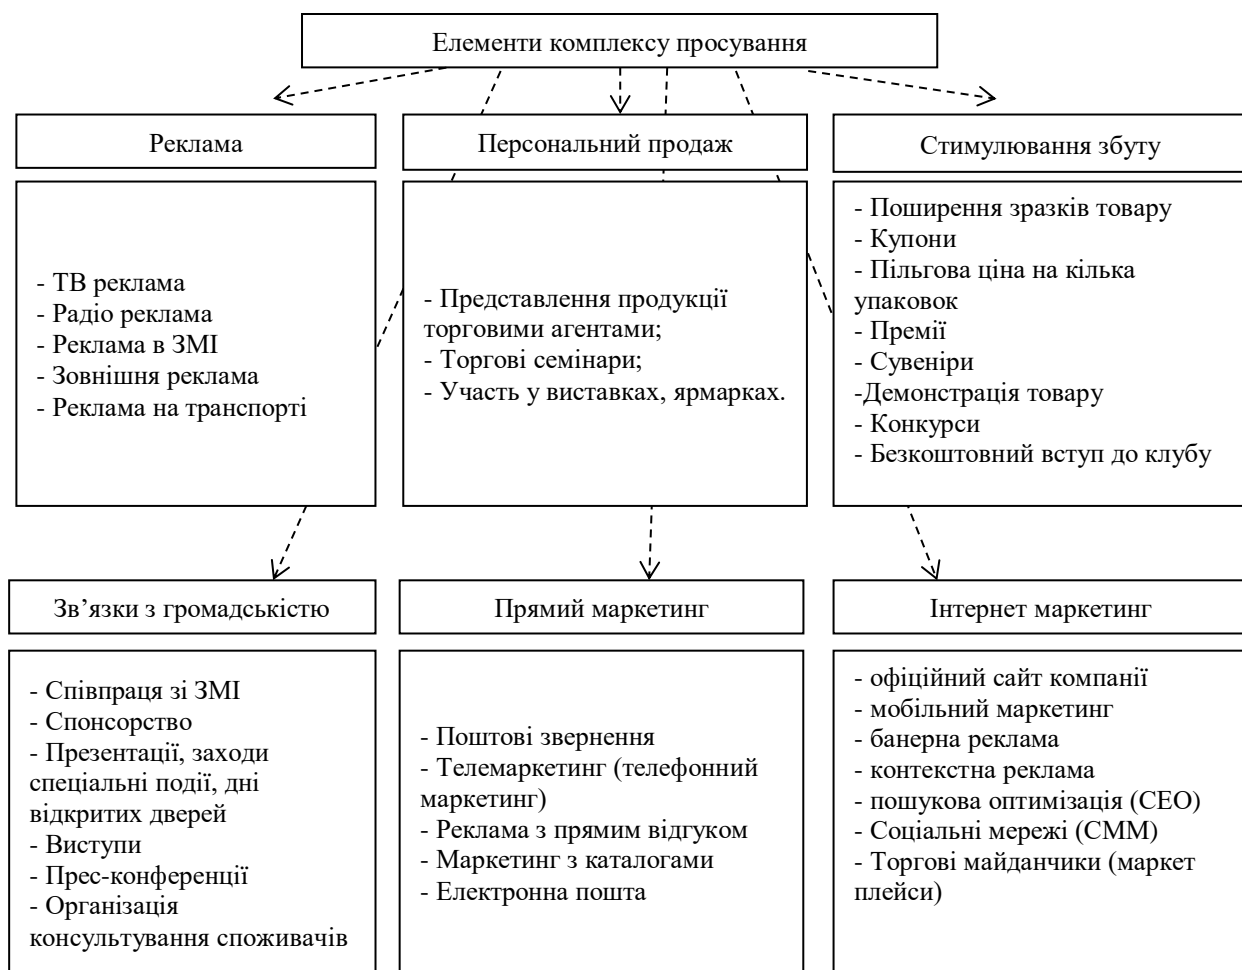 Елементи комплексу просування
Реклама
Персональний продаж
Стимулювання збуту
- ТВ реклама
- Радіо реклама
- Реклама в ЗМІ
- Зовнішня реклама
- Реклама на транспорті
- Представлення продукції
торговими агентами;
- Торгові семінари;
- Участь у виставках, ярмарках.
- Поширення зразків товару
- Купони
- Пільгова ціна на кілька
упаковок
- Премії
- Сувеніри
-Демонстрація товару
- Конкурси
- Безкоштовний вступ до клубу
Зв’язки з громадськістю
Прямий маркетинг
Інтернет маркетинг
- Співпраця зі ЗМІ
- Спонсорство
- Презентації, заходи
спеціальні події, дні
відкритих дверей
- Виступи
- Прес-конференції
- Організація
консультування споживачів
- Поштові звернення
- Телемаркетинг (телефонний
маркетинг)
- Реклама з прямим відгуком
- Маркетинг з каталогами
- Електронна пошта
- офіційний сайт компанії
- мобільний маркетинг
- банерна реклама
- контекстна реклама
- пошукова оптимізація (СЕО)
- Соціальні мережі (СММ)
- Торгові майданчики (маркет
плейси)